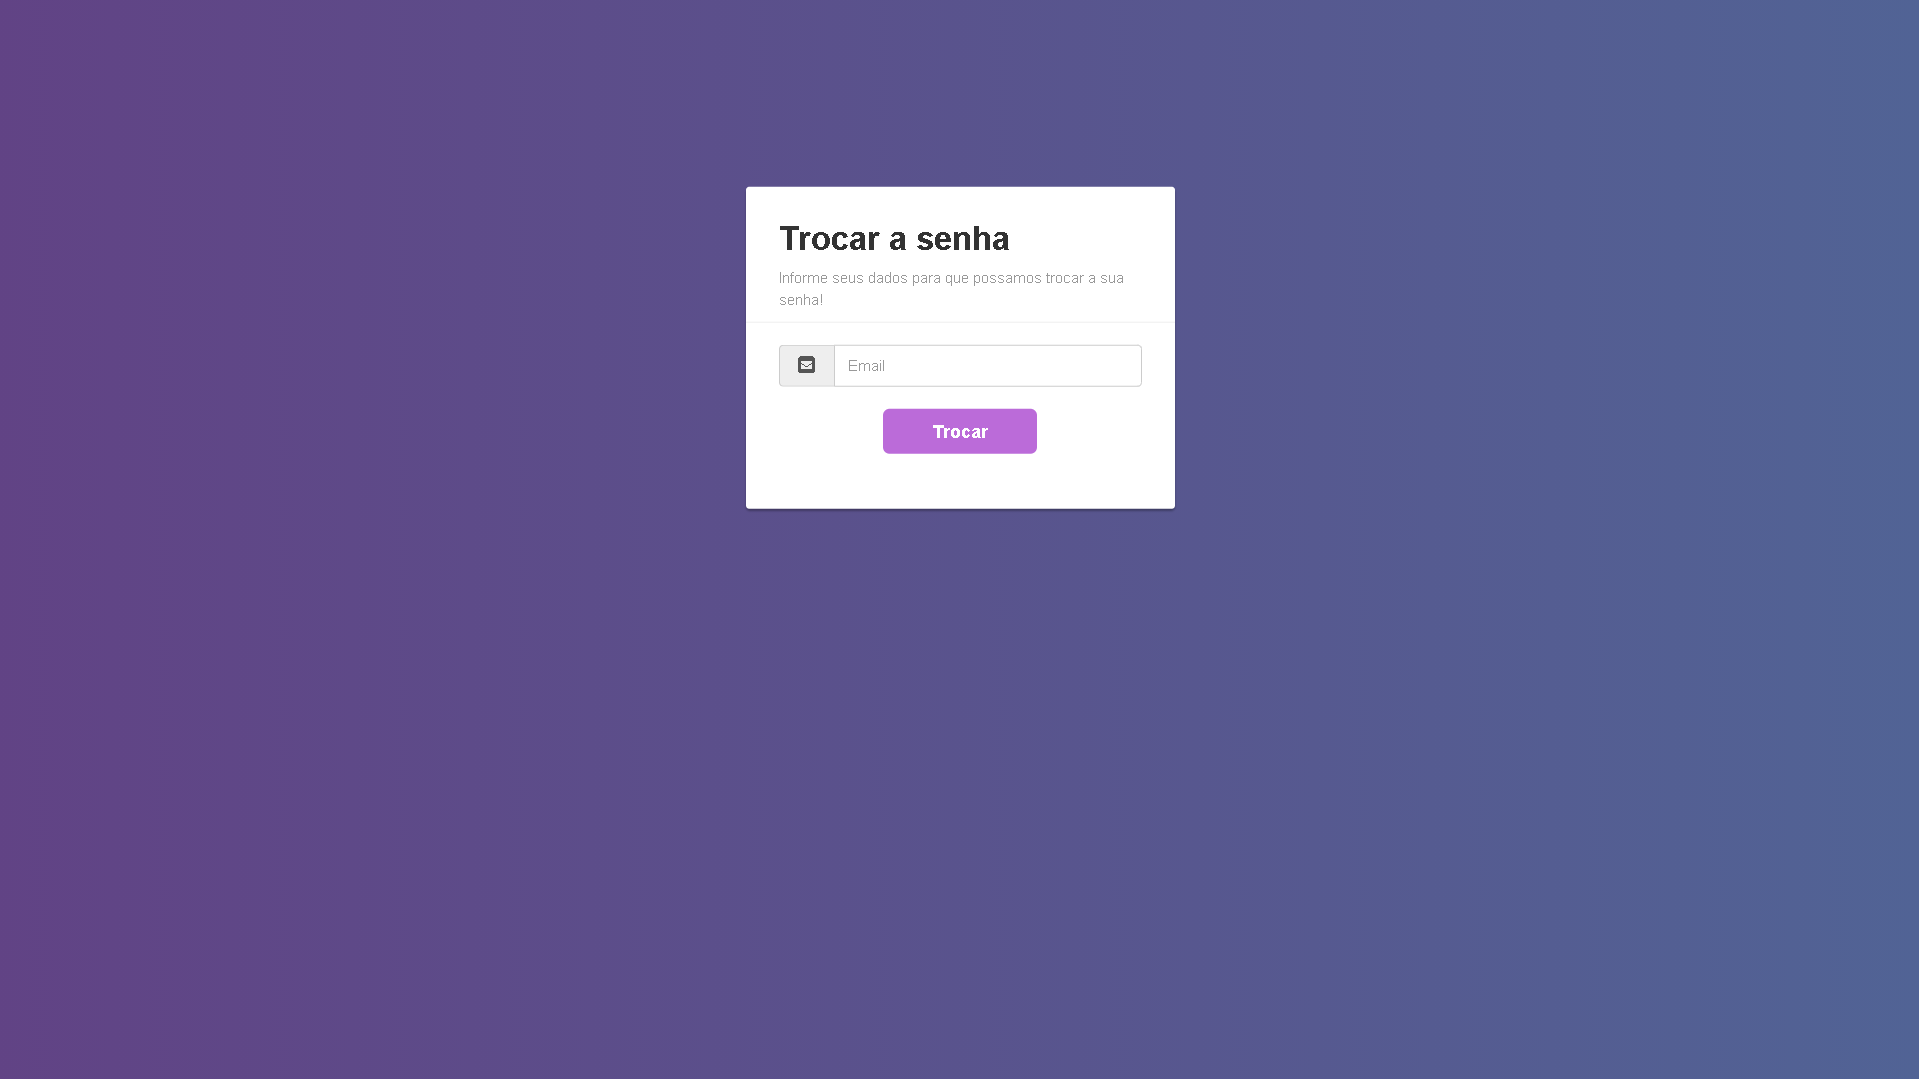 Trocar a senha
Informe seus dados para que possamos trocar a sua
senha!
Email
Trocar